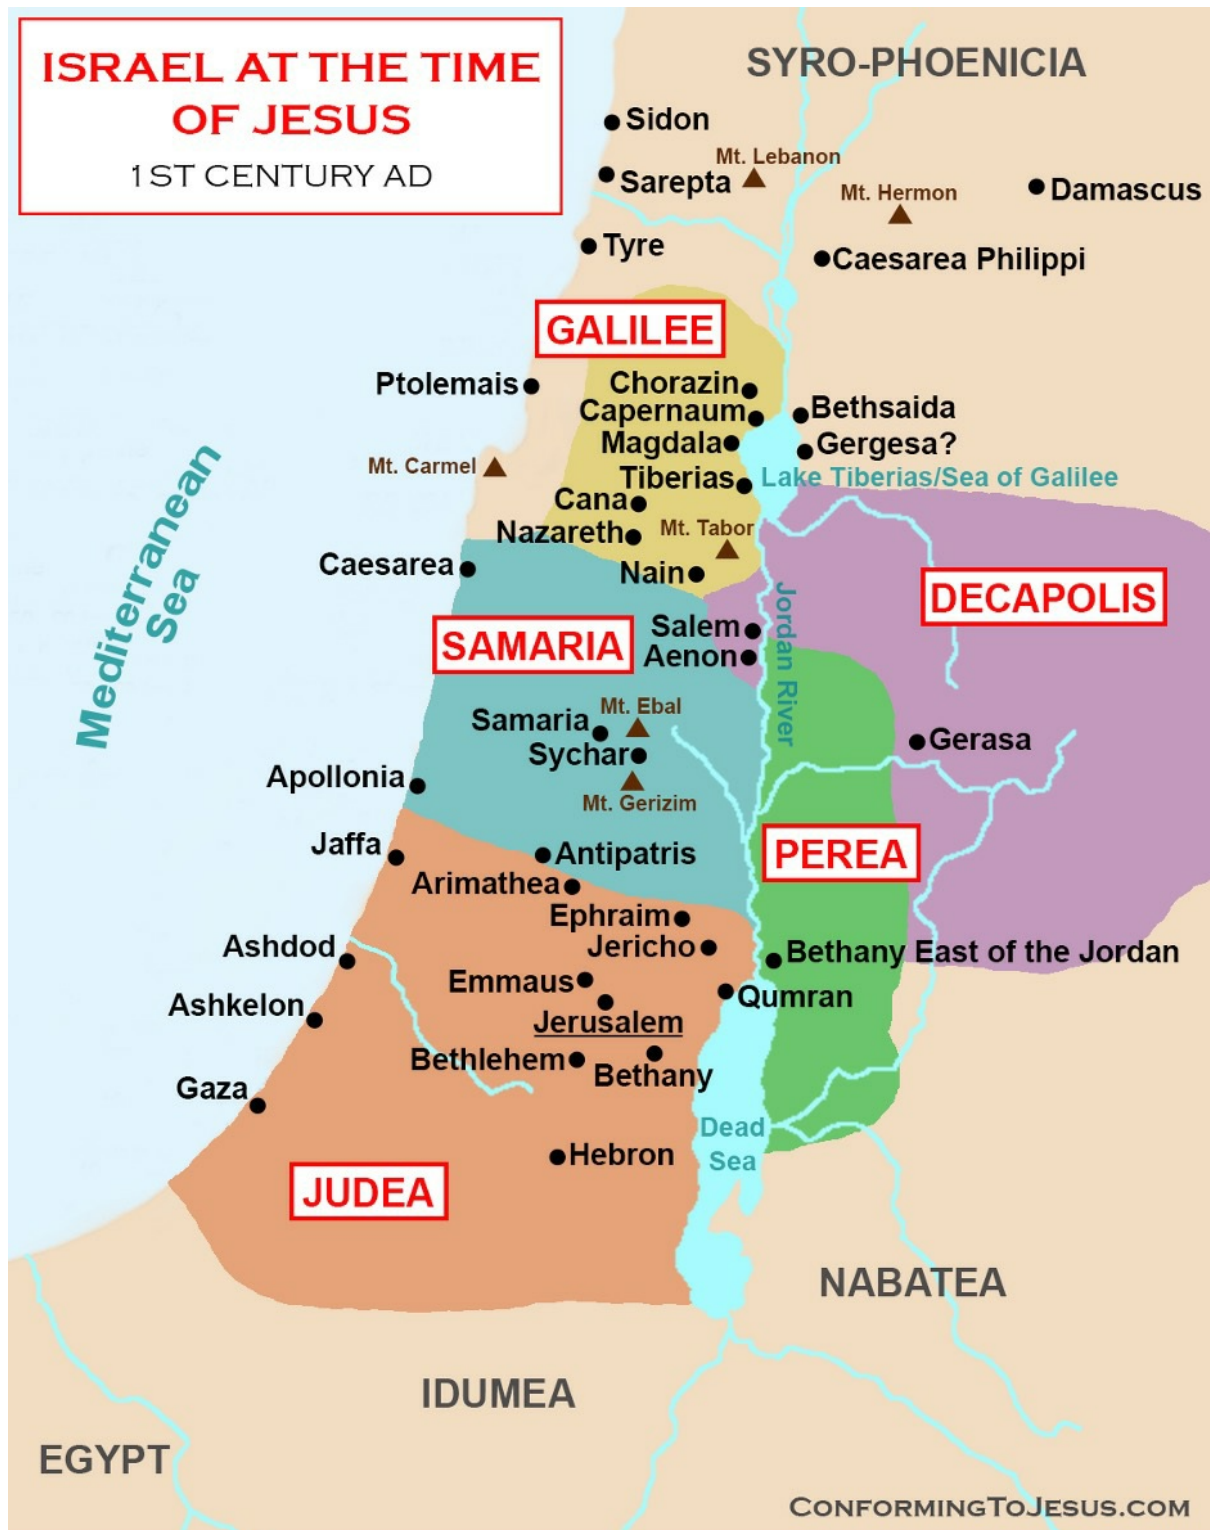 ISRAEL AT THE TIME
OF JESUS
1ST CENTURY AD
SYRO-PHOENICIA
Sidon
Mt. Lebanon
Sarepta
Mt. Hermon
Damascus
Tyre
Caesarea Philippi
GALILEE
Ptolemais
Chorazin
Capernaum
Bethsaida
Magdala
Gergesa?
Mt. Carmel
Tiberias
Lake Tiberias/Sea of Galilee
Cana
Nazareth
Mt. Tabor
Mediterranean
Sea
Caesarea
Nain
DECAPOLIS
Jordan River
SAMARIA
Salem
Aenon
Mt. Ebal
Samaria
Sychar
Gerasa
Apollonia
Mt. Gerizim
Jaffa
Antipatris
PEREA
Arimathea
Ephraim
Ashdod
Jericho
Bethany East of the Jordan
Emmaus
Qumran
Ashkelon
Jerusalem
Bethlehem
Bethany
Gaza
Dead
Sea
Hebron
JUDEA
NABATEA
IDUMEA
EGYPT
CONFORMINGTOJESUS.COM